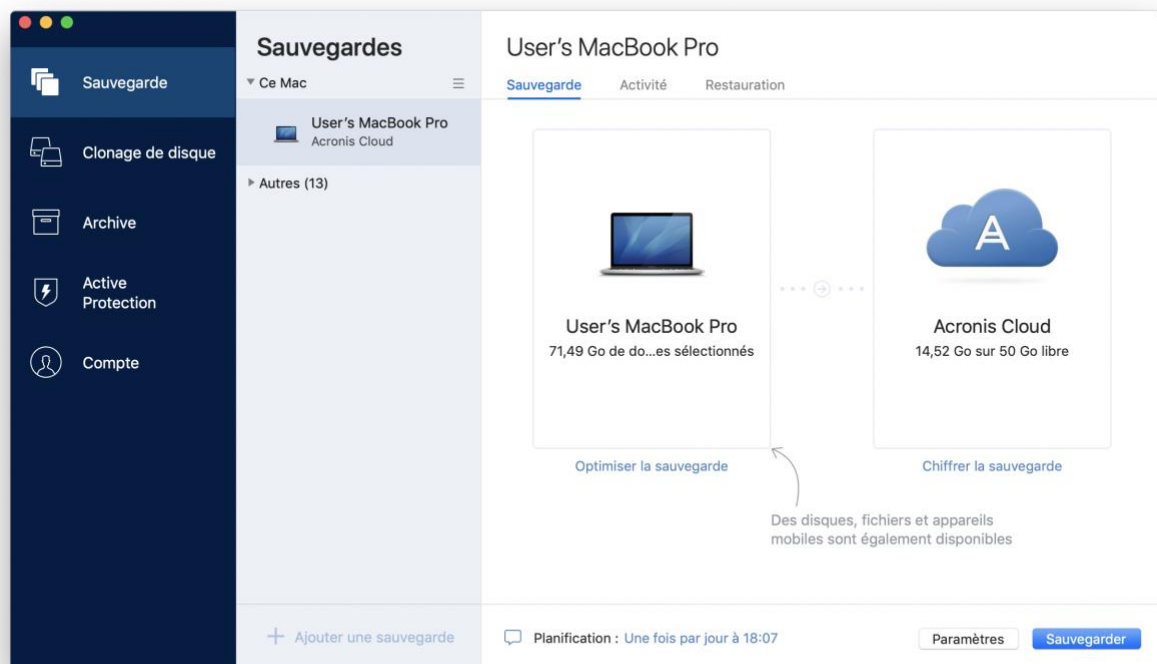 Sauvegarde
Clonage de disque
Archive
Active
Protection
Compte
Sauvegardes
Ce Mac
User's MacBook Pro
Acronis Cloud
Autres (13)
Ajouter une sauvegarde
User's MacBook Pro
Sauvegarde Activité Restauration
User's MacBook Pro
71,49 Go de do...es sélectionnés
Optimiser la sauvegarde
A
Acronis Cloud
14,52 Go sur 50 Go libre
Chiffrer la sauvegarde
Des disques, fichiers et appareils
mobiles sont également disponibles
Planification : Une fois par jour à 18:07
Paramètres
Sauvegarder